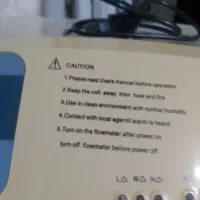 CAUTION
1.Please read Users manual before operation
2.Keep the unit away from heat and fire
3.Use in clean environment with normal humidity
4.Contact with local agent if alarm is heard
5.Turn on the flowmeter after power on,
turn off flowmeter before power off.
L.O. M.O. H.O.